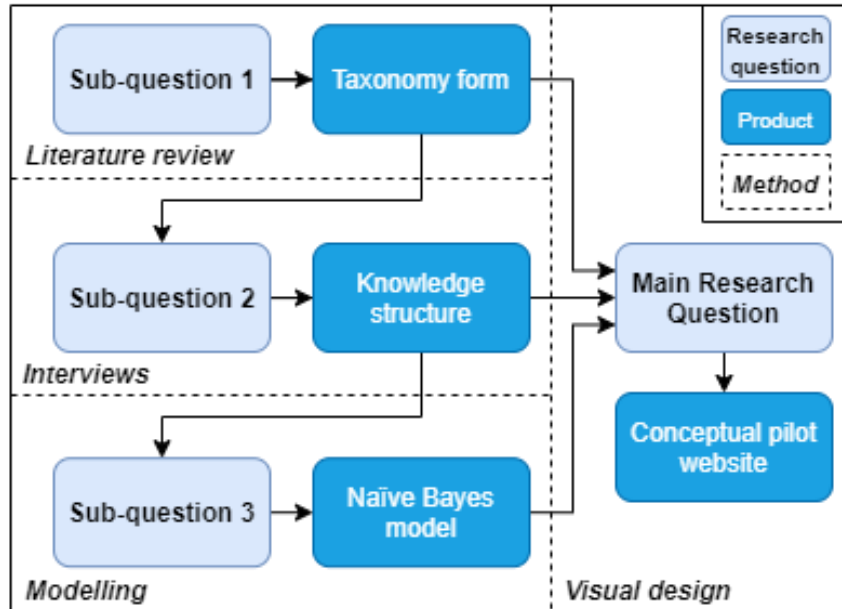 Sub-question 1
Taxonomy form
Literature review
Research
question
Product
Method
Sub-question 2
Knowledge
structure
Interviews
Main Research
Question
Conceptual pilot
website
Sub-question 3
Naïve Bayes
model
Modelling
Visual design